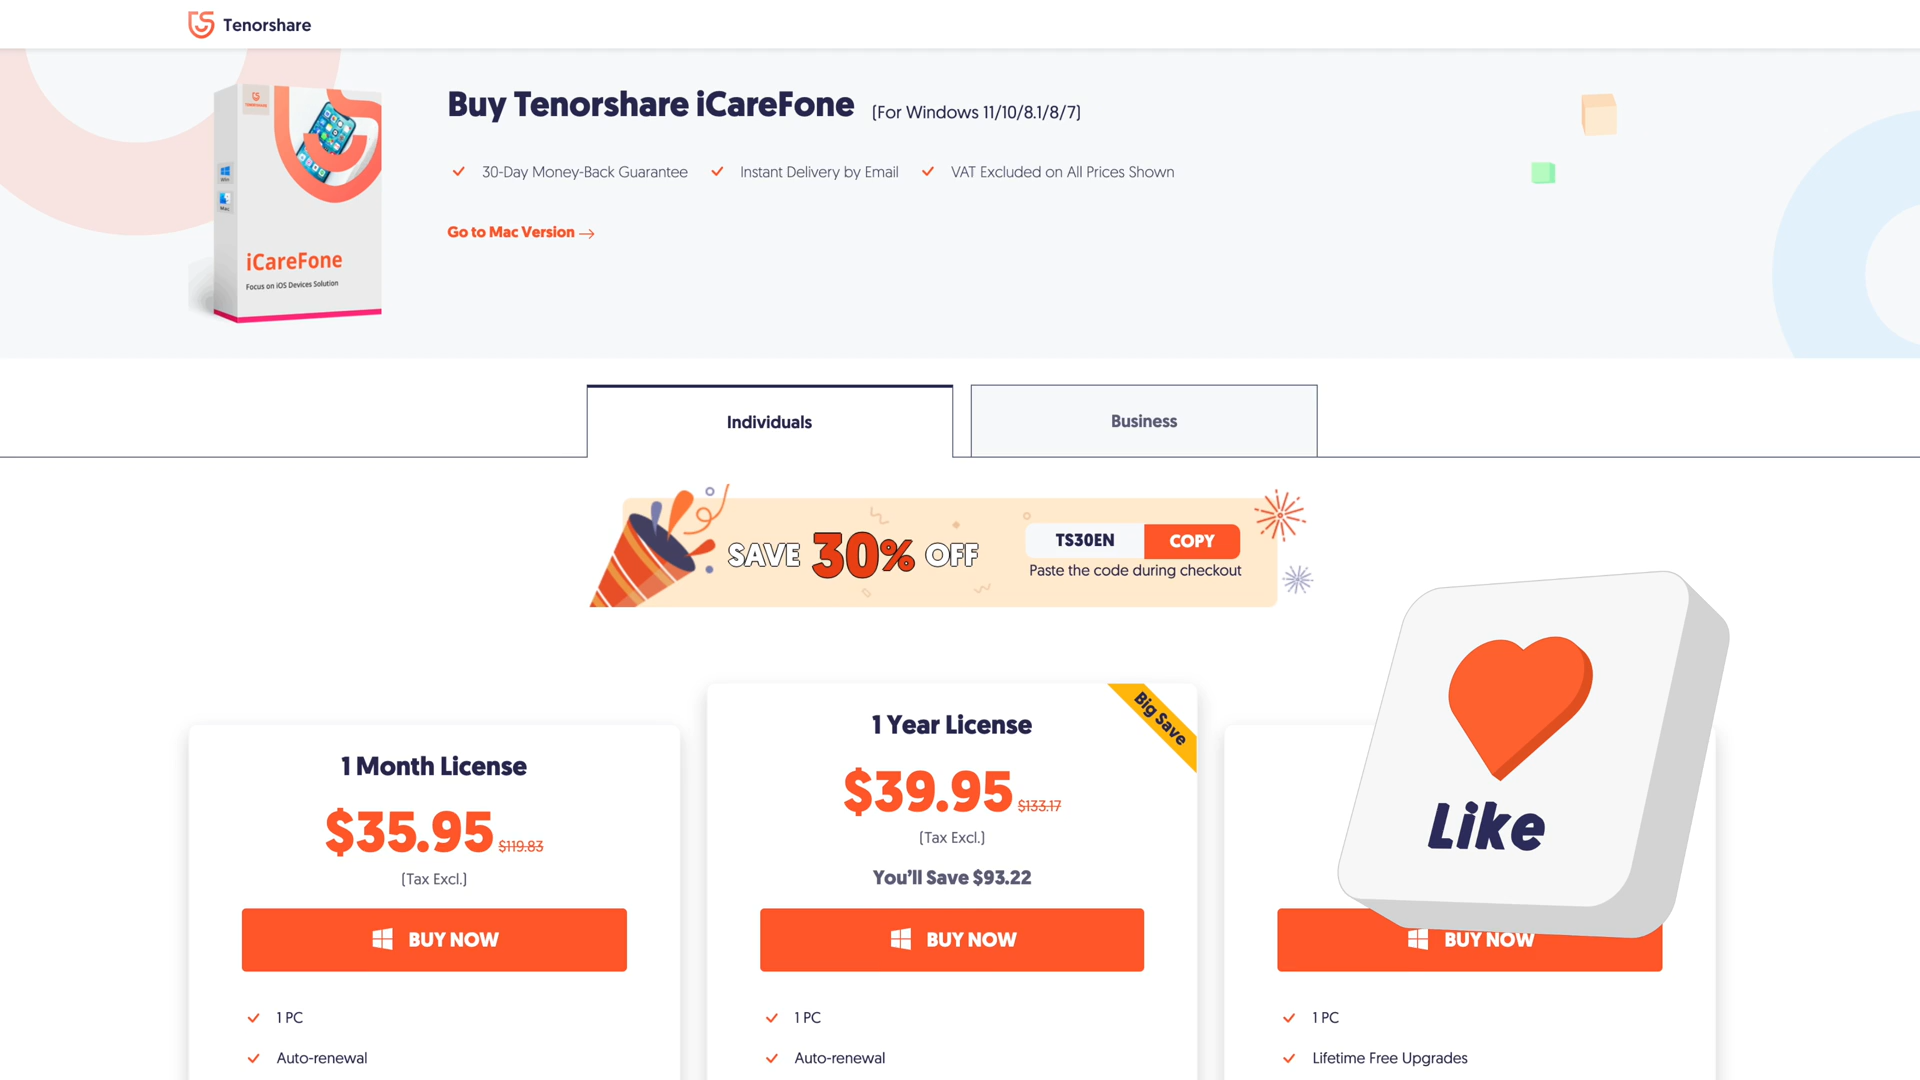 Tenorshare
TENORSHARE
Win
Mac
iCareFone
Focus on iOS Devices Solution
Buy Tenorshare iCareFone (For Windows 11/10/8.1/8/7)
30-Day Money-Back Guarantee
Instant Delivery by Email
VAT Excluded on All Prices Shown
Go to Mac Version
Individuals
Business
SAVE 30% OFF
TS30EN
COPY
Paste the code during checkout
1 Month License
$35.95 $119.83
(Tax Excl.)
BUY NOW
1 PC
Auto-renewal
Big Save
1 Year License
$39.95 $133.17
(Tax Excl.)
You'll Save $93.22
BUY NOW
1 PC
Auto-renewal
Like
BUY NOW
1 PC
Lifetime Free Upgrades